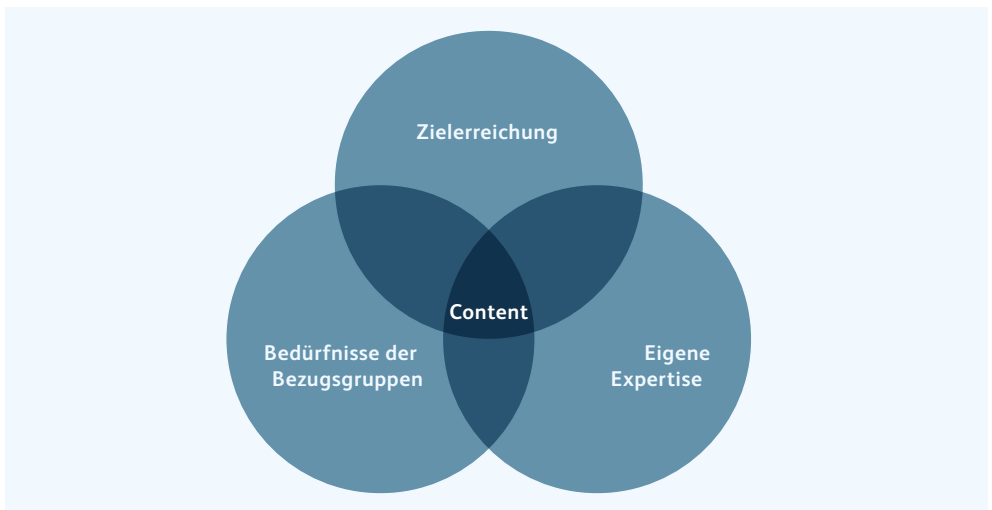 Zielerreichung
Content
Bedürfnisse der
Bezugsgruppen
Eigene
Expertise